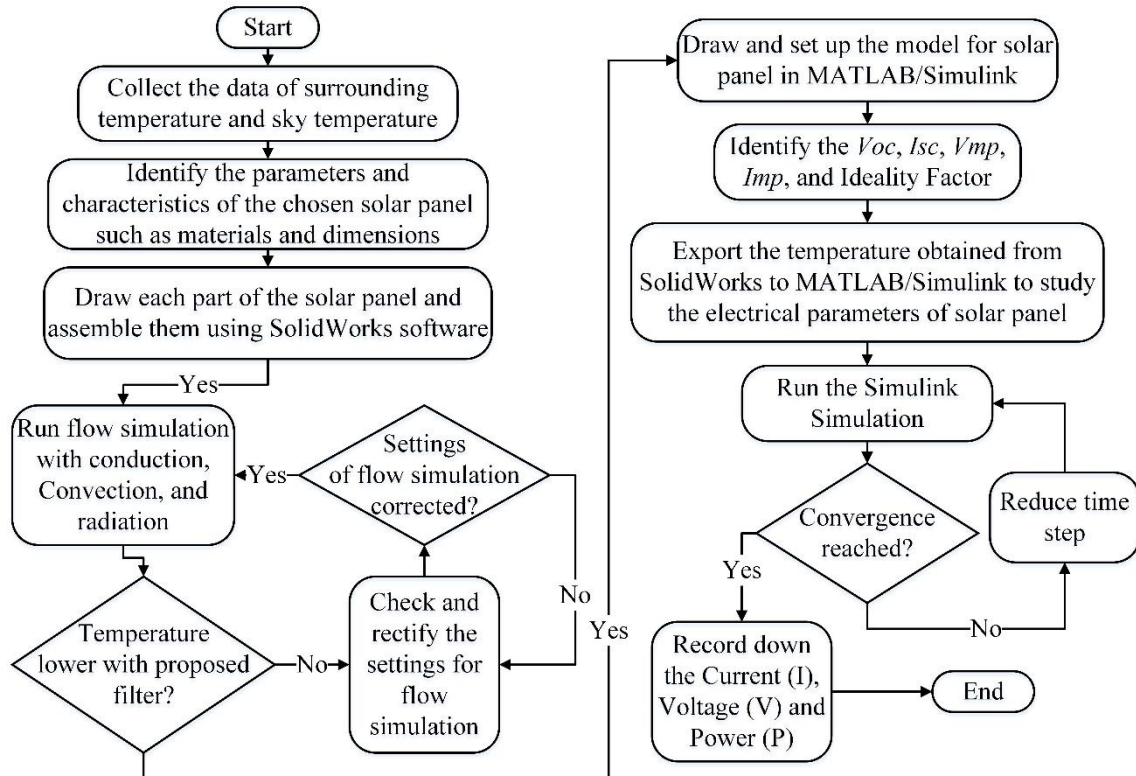 Start
Collect the data of surrounding
temperature and sky temperature
Identify the parameters and
characteristics of the chosen solar panel
such as materials and dimensions
Draw each part of the solar panel and
assemble them using SolidWorks software
Yes
Run flow simulation
with conduction,
Convection, and
radiation
Temperature
lower with proposed
filter?
No
Check and
rectify the
settings for
flow
simulation
Settings
of flow simulation
corrected?
Yes
No
Yes
Draw and set up the model for solar
panel in MATLAB/Simulink
Identify the Voc, Isc, Vmp,
Imp, and Ideality Factor
Export the temperature obtained from
SolidWorks to MATLAB/Simulink to study
the electrical parameters of solar panel
Run the Simulink
Simulation
Convergence
reached?
No
Reduce time
step
Yes
Record down
the Current (I),
Voltage (V) and
Power (P)
End